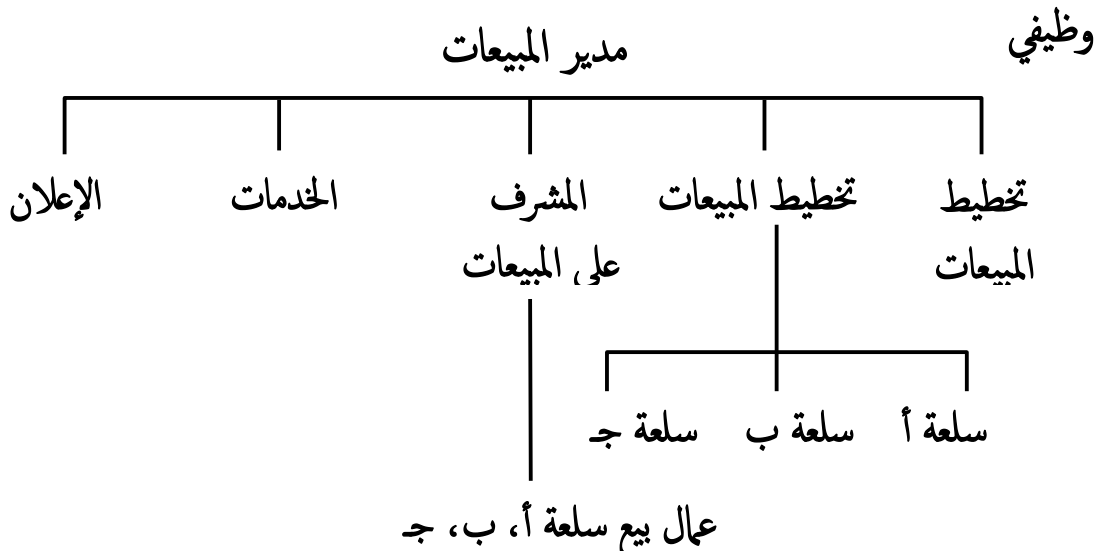 وظيفي
مدير المبيعات
تخطيط المبيعات
تخطيط المبيعات
المشرف على المبيعات
الخدمات
الإعلان
سلعة أ
سلعة ب
سلعة جـ
عمال بيع سلعة أ، ب، جـ